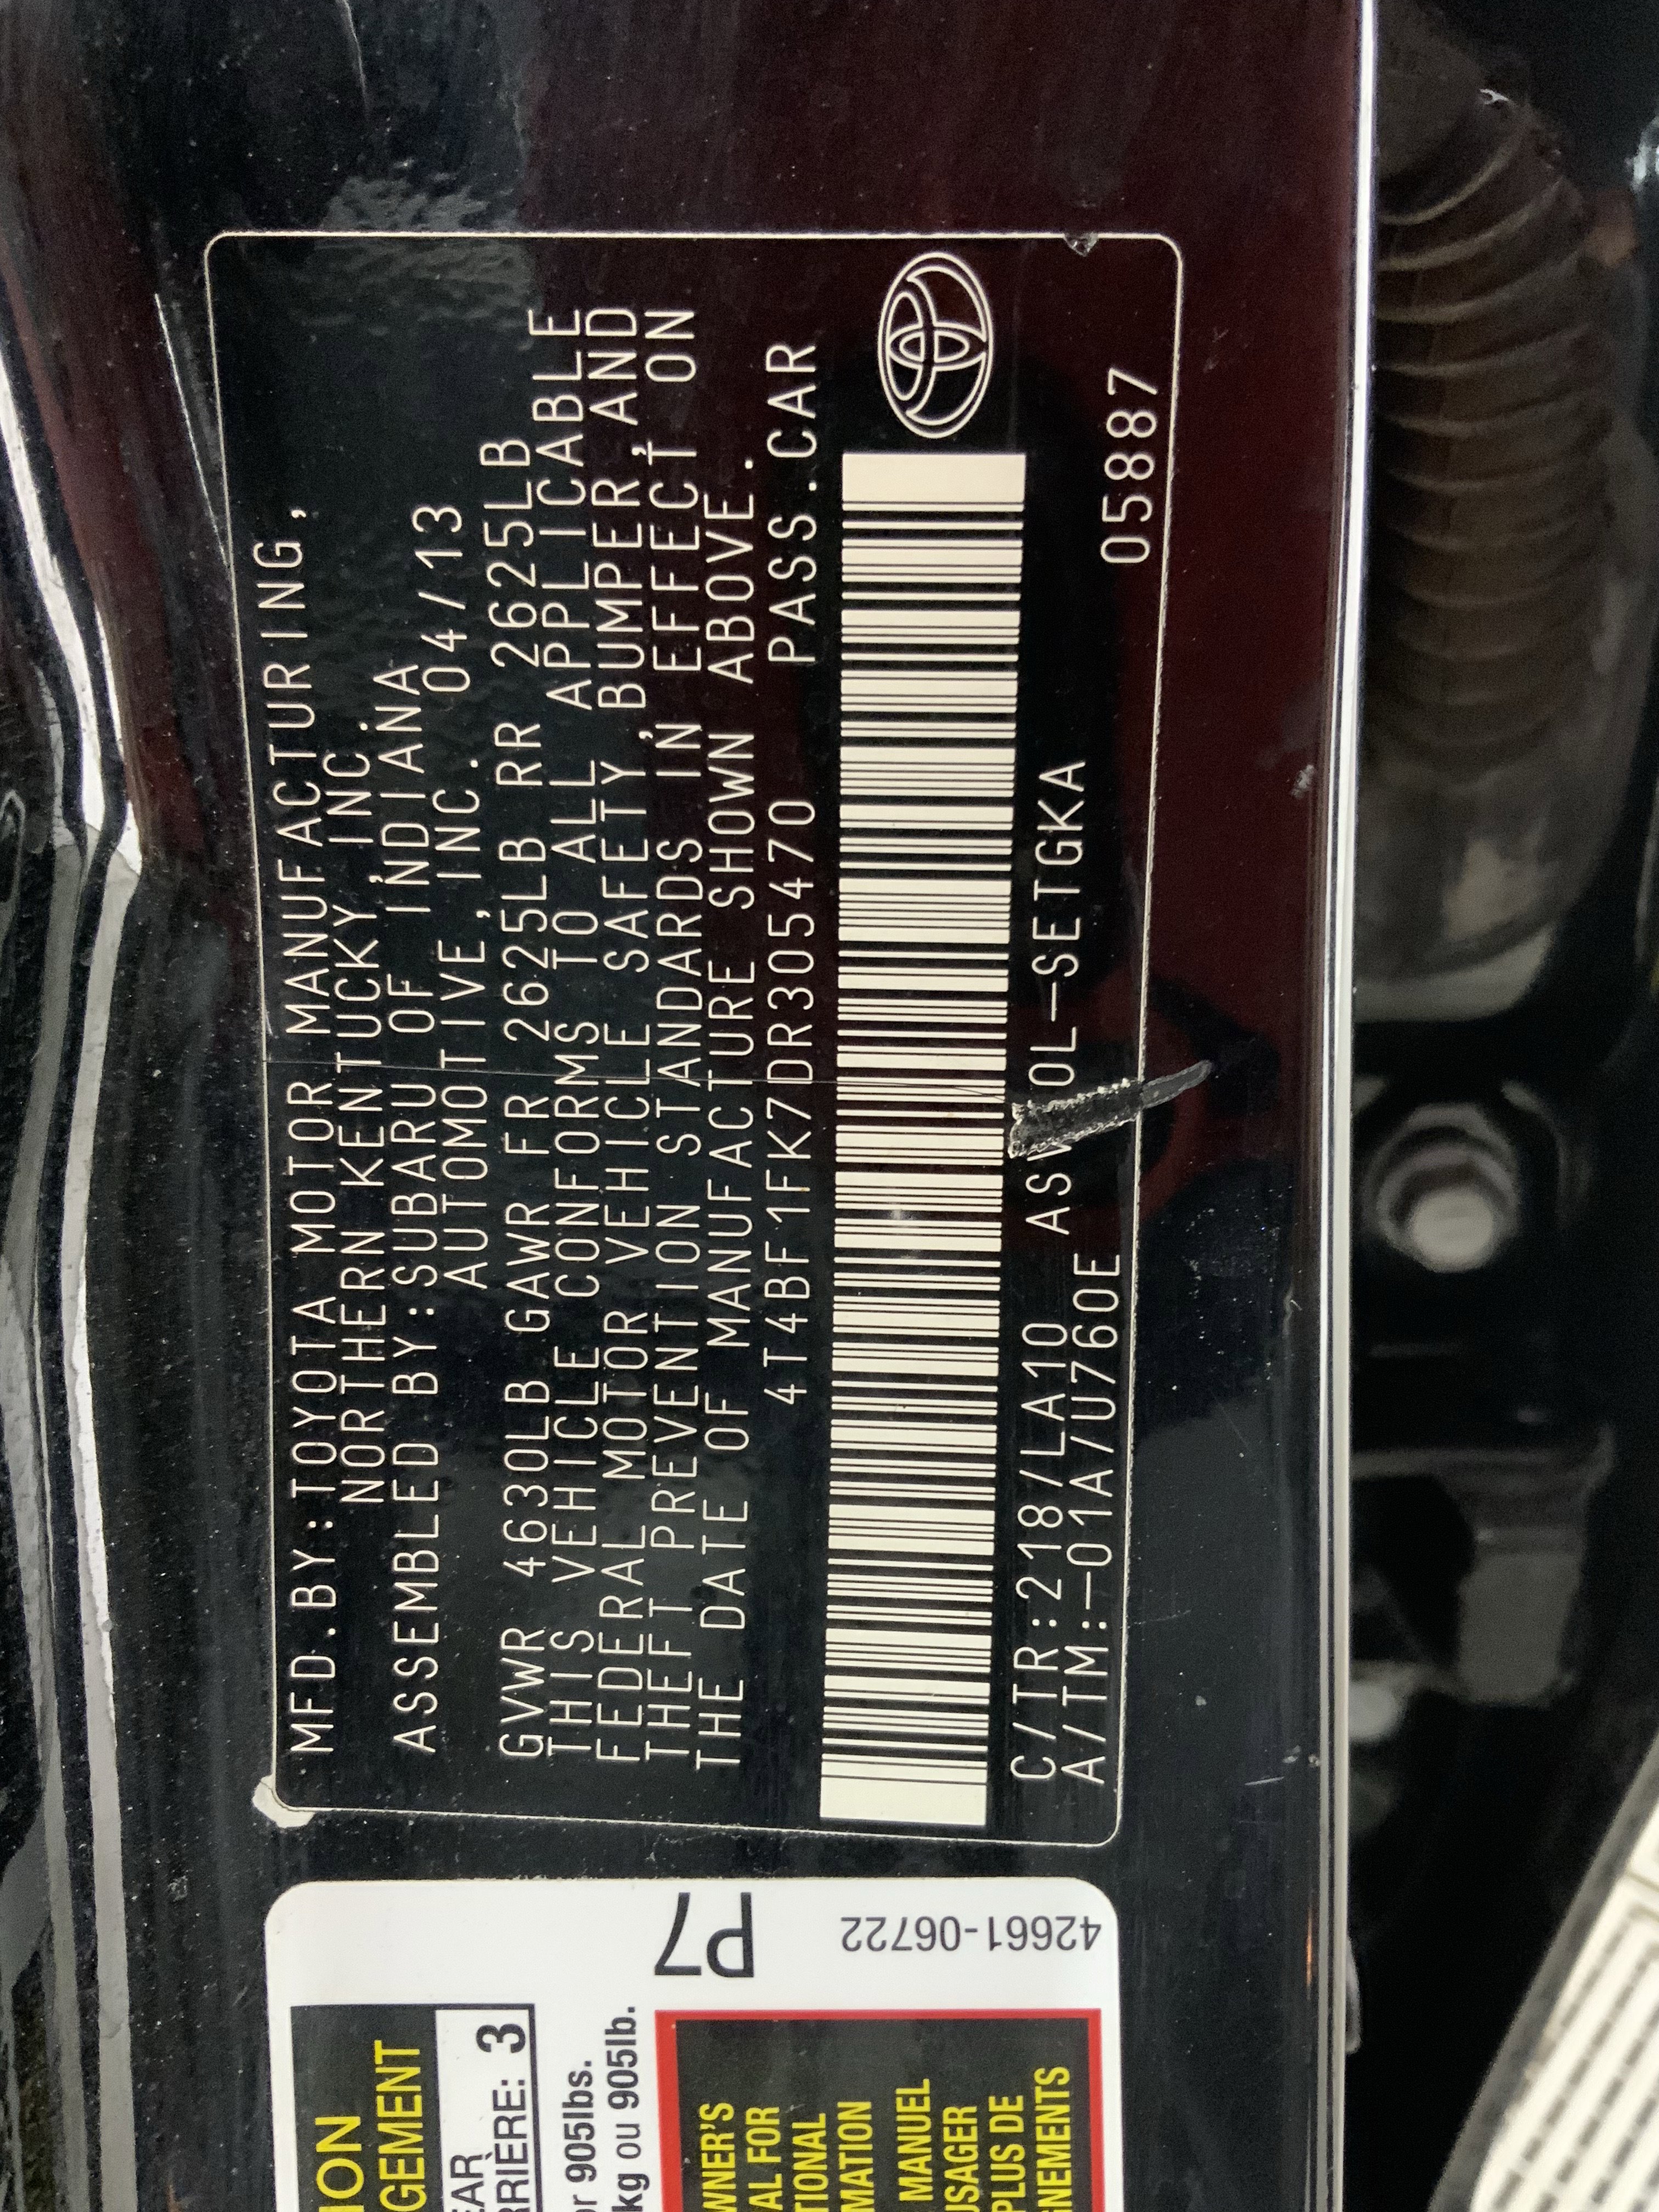 MFD.BY:TOYOTA MOTOR MANUFACTURING,
NORTHERN KENTUCKY,INC.
ASSEMBLED BY:SUBARU OF INDIANA
AUTOMOTIVE,INC. 04/13
GVWR 4630LB GAWR FR 2625LB RR 2625LB
THIS VEHICLE CONFORMS TO ALL APPLICABLE
FEDERAL MOTOR VEHICLE SAFETY,BUMPER,AND
THEFT PREVENTION STANDARDS IN EFFECT ON
THE DATE OF MANUFACTURE SHOWN ABOVE.
4T4BF1FK7DR305470 PASS.CAR
C/TR:218/LA10 ASV50L-SETGKA
A/TM:-01A/U760E 05887
P7
42661-06722
ION
GEMENT
EAR
RRIÈRE: 3
or 905lbs.
kg ou 905lb.
WNER'S
AL FOR
TIONAL
MATION
MANUEL
USAGER
PLUS DE
GNEMENTS